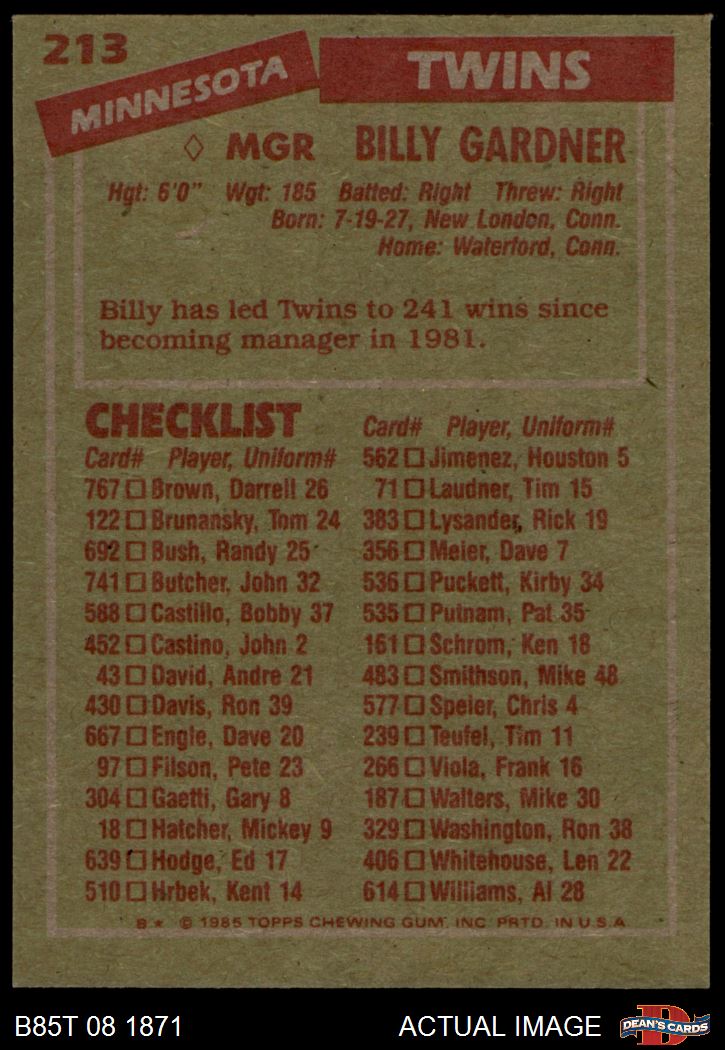 213
MINNESOTA TWINS
◊ MGR BILLY GARDNER
Hgt: 6'0" Wgt: 185 Batted: Right Threw: Right
Born: 7-19-27, New London, Conn.
Home: Waterford, Conn.
Billy has led Twins to 241 wins since
becoming manager in 1981.
CHECKLIST
Card# Player, Uniform#
767 □ Brown, Darrell 26
122 □ Brunansky, Tom 24
692 □ Bush, Randy 25
741 □ Butcher, John 32
588 □ Castillo, Bobby 37
452 □ Castino, John 2
43 □ David, Andre 21
430 □ Davis, Ron 39
667 □ Engle, Dave 20
97 □ Filson, Pete 23
304 □ Gaetti, Gary 8
18 □ Hatcher, Mickey 9
639 □ Hodge, Ed 17
510 □ Hrbek, Kent 14
Card# Player, Uniform#
562 □ Jimenez, Houston 5
71 □ Laudner, Tim 15
383 □ Lysander, Rick 19
356 □ Meier, Dave 7
536 □ Puckett, Kirby 34
535 □ Putnam, Pat 35
161 □ Schrom, Ken 18
483 □ Smithson, Mike 48
577 □ Speier, Chris 4
239 □ Teufel, Tim 11
266 □ Viola, Frank 16
187 □ Walters, Mike 30
329 □ Washington, Ron 38
406 □ Whitehouse, Len 22
614 □ Williams, Al 28
B* © 1985 TOPPS CHEWING GUM, INC. PRTD. IN U.S.A.
B85T 08 1871
ACTUAL IMAGE
D
DEAN'S CARDS